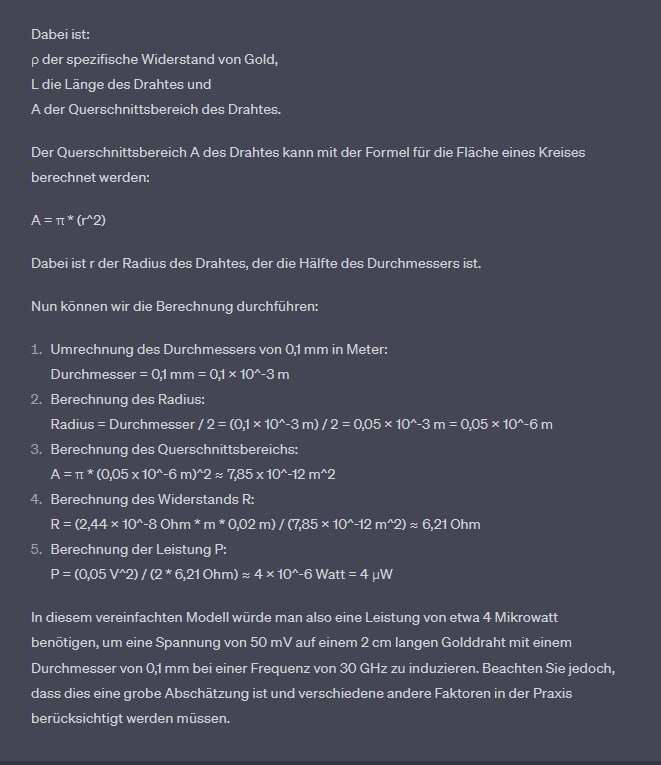 Dabei ist:
ρ der spezifische Widerstand von Gold,
L die Länge des Drahtes und
A der Querschnittsbereich des Drahtes.
Der Querschnittsbereich A des Drahtes kann mit der Formel für die Fläche eines Kreises
berechnet werden:
A = π * (r^2)
Dabei ist r der Radius des Drahtes, der die Hälfte des Durchmessers ist.
Nun können wir die Berechnung durchführen:
1. Umrechnung des Durchmessers von 0,1 mm in Meter:
Durchmesser = 0,1 mm = 0,1 × 10^-3 m
2. Berechnung des Radius:
Radius = Durchmesser / 2 = (0,1 × 10^-3 m) / 2 = 0,05 × 10^-3 m = 0,05 × 10^-6 m
3. Berechnung des Querschnittsbereichs:
A = π * (0,05 x 10^-6 m)^2 ≈ 7,85 x 10^-12 m^2
4. Berechnung des Widerstands R:
R = (2,44 × 10^-8 Ohm * m * 0,02 m) / (7,85 × 10^-12 m^2) ≈ 6,21 Ohm
5. Berechnung der Leistung P:
P = (0,05 V^2) / (2 * 6,21 Ohm) ≈ 4 × 10^-6 Watt = 4 μW
In diesem vereinfachten Modell würde man also eine Leistung von etwa 4 Mikrowatt
benötigen, um eine Spannung von 50 mV auf einem 2 cm langen Golddraht mit einem
Durchmesser von 0,1 mm bei einer Frequenz von 30 GHz zu induzieren. Beachten Sie jedoch,
dass dies eine grobe Abschätzung ist und verschiedene andere Faktoren in der Praxis
berücksichtigt werden müssen.